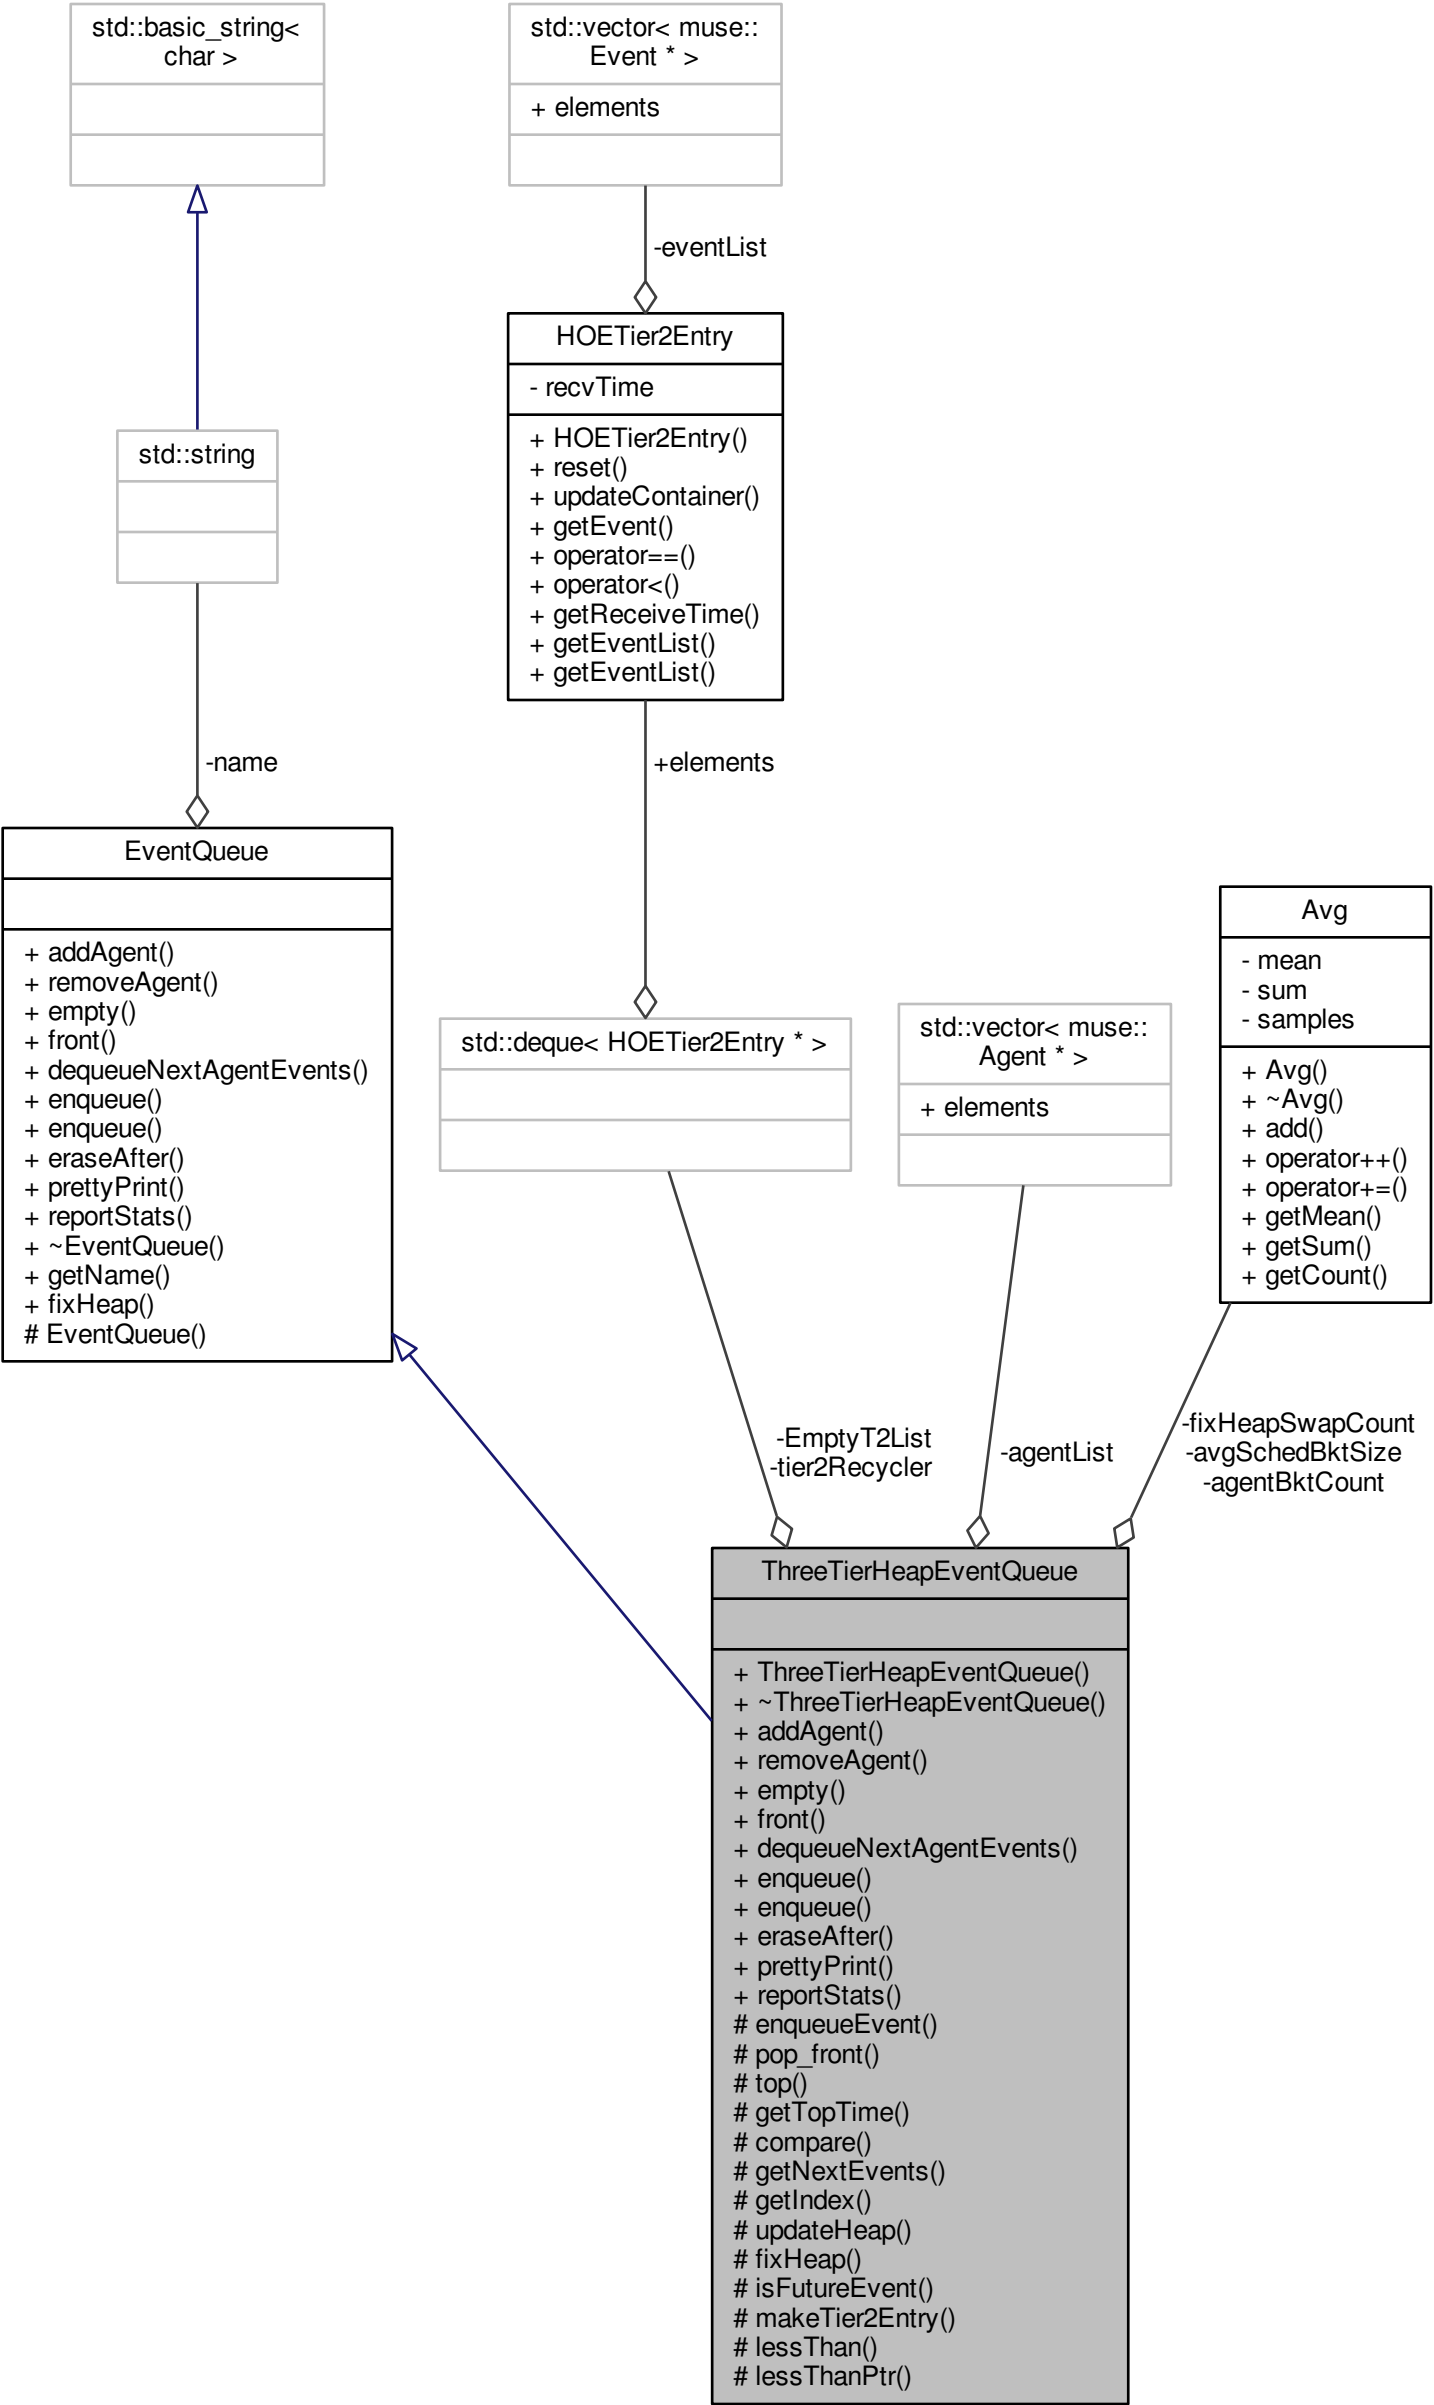 std::basic_string<
char >
std::vector< muse::
Event * >
+ elements
-eventList
HOETier2Entry
- recvTime
+ HOETier2Entry()
+ reset()
+ updateContainer()
+ getEvent()
+ operator==()
+ operator<()
+ getReceiveTime()
+ getEventList()
+ getEventList()
std::string
-name
+elements
EventQueue
+ addAgent()
+ removeAgent()
+ empty()
+ front()
+ dequeueNextAgentEvents()
+ enqueue()
+ enqueue()
+ eraseAfter()
+ prettyPrint()
+ reportStats()
+ ~EventQueue()
+ getName()
+ fixHeap()
# EventQueue()
std::deque< HOETier2Entry * >
std::vector< muse::
Agent * >
+ elements
Avg
- mean
- sum
- samples
+ Avg()
+ ~Avg()
+ add()
+ operator++()
+ operator+=()
+ getMean()
+ getSum()
+ getCount()
-EmptyT2List
-tier2Recycler
-agentList
-fixHeapSwapCount
-avgSchedBktSize
-agentBktCount
ThreeTierHeapEventQueue
+ ThreeTierHeapEventQueue()
+ ~ThreeTierHeapEventQueue()
+ addAgent()
+ removeAgent()
+ empty()
+ front()
+ dequeueNextAgentEvents()
+ enqueue()
+ enqueue()
+ eraseAfter()
+ prettyPrint()
+ reportStats()
# enqueueEvent()
# pop_front()
# top()
# getTopTime()
# compare()
# getNextEvents()
# getIndex()
# updateHeap()
# fixHeap()
# isFutureEvent()
# makeTier2Entry()
# lessThan()
# lessThanPtr()